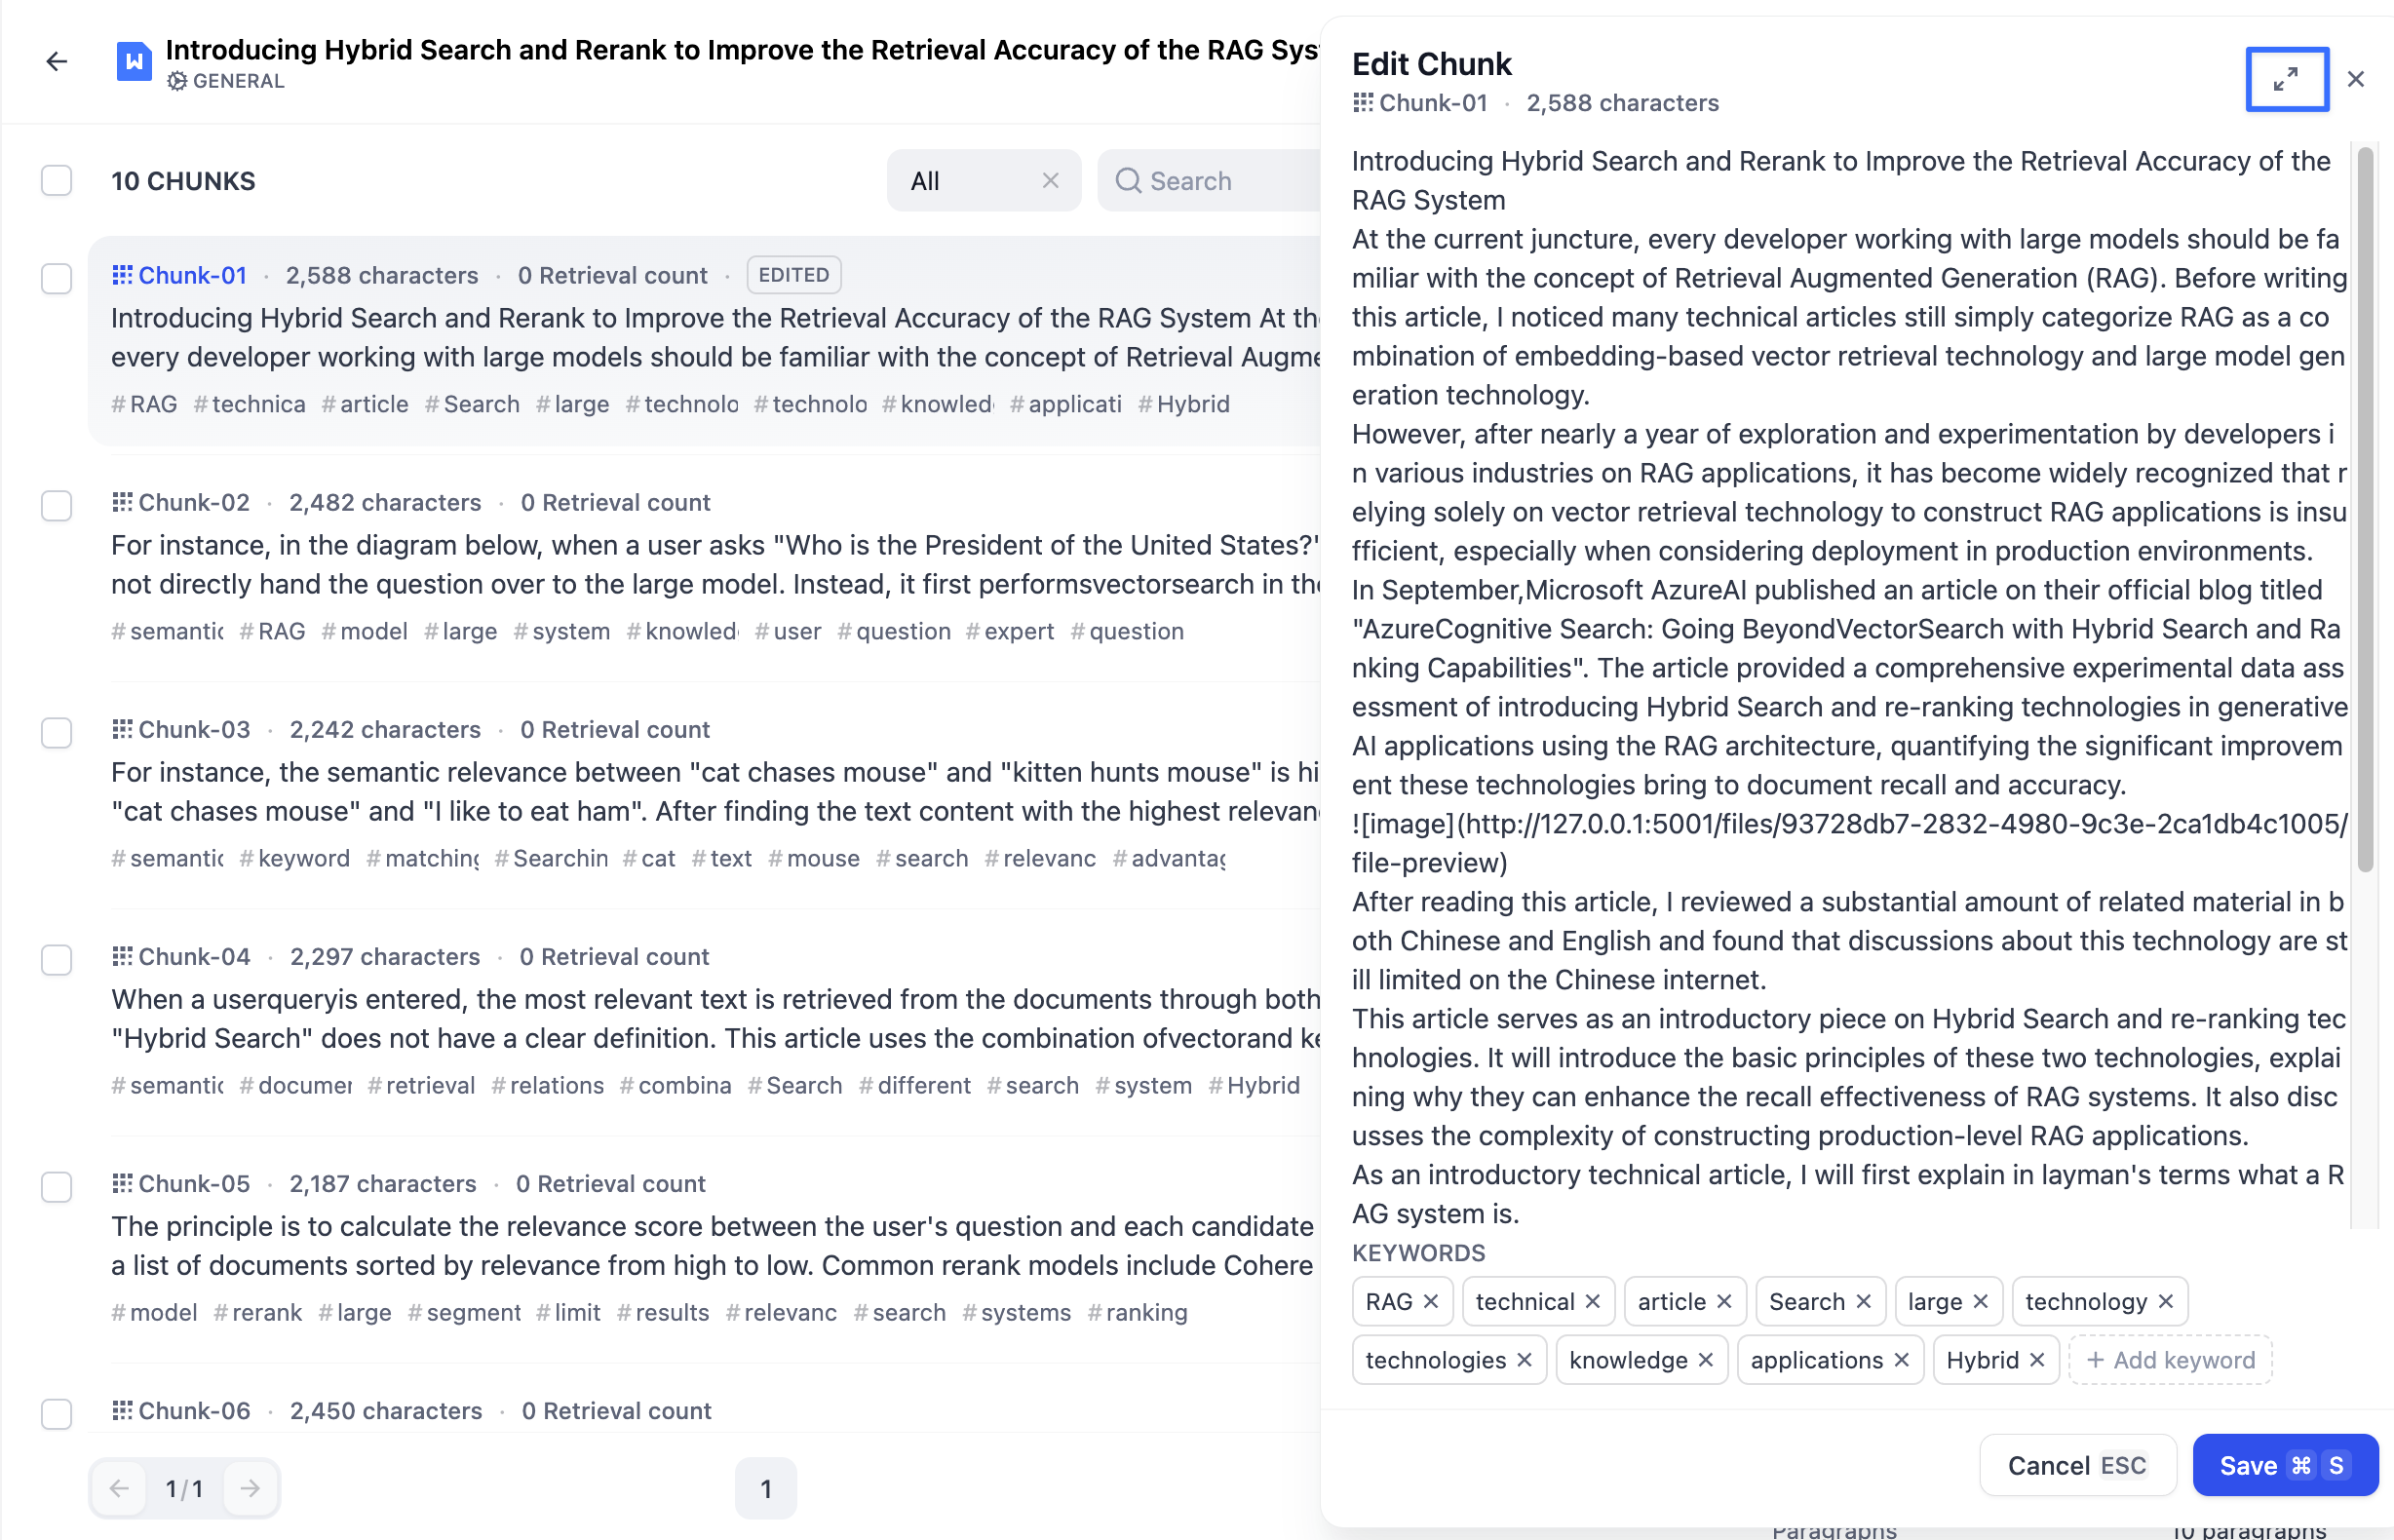 Introducing Hybrid Search and Rerank to Improve the Retrieval Accuracy of the RAG Sys
GENERAL
10 CHUNKS
All
Search
Chunk-01 · 2,588 characters · 0 Retrieval count · EDITED
Introducing Hybrid Search and Rerank to Improve the Retrieval Accuracy of the RAG System At th
every developer working with large models should be familiar with the concept of Retrieval Augme
# RAG # technica # article # Search # large # technolo # technolo # knowled # applicati # Hybrid
Chunk-02 · 2,482 characters · 0 Retrieval count
For instance, in the diagram below, when a user asks "Who is the President of the United States?"
not directly hand the question over to the large model. Instead, it first performsvectorsearch in the
# semantic # RAG # model # large # system # knowled # user # question # expert # question
Chunk-03 · 2,242 characters · 0 Retrieval count
For instance, the semantic relevance between "cat chases mouse" and "kitten hunts mouse" is hi
"cat chases mouse" and "I like to eat ham". After finding the text content with the highest relevanc
# semantic # keyword # matching # Searchin # cat # text # mouse # search # relevanc # advantag
Chunk-04 · 2,297 characters · 0 Retrieval count
When a userqueryis entered, the most relevant text is retrieved from the documents through both
"Hybrid Search" does not have a clear definition. This article uses the combination ofvectorand ke
# semantic # documen # retrieval # relations # combina # Search # different # search # system # Hybrid
Chunk-05 · 2,187 characters · 0 Retrieval count
The principle is to calculate the relevance score between the user's question and each candidate
a list of documents sorted by relevance from high to low. Common rerank models include Cohere
# model # rerank # large # segment # limit # results # relevanc # search # systems # ranking
Chunk-06 · 2,450 characters · 0 Retrieval count
1/1
1
Edit Chunk
Chunk-01 · 2,588 characters
Introducing Hybrid Search and Rerank to Improve the Retrieval Accuracy of the
RAG System
At the current juncture, every developer working with large models should be fa
miliar with the concept of Retrieval Augmented Generation (RAG). Before writing
this article, I noticed many technical articles still simply categorize RAG as a co
mbination of embedding-based vector retrieval technology and large model gen
eration technology.
However, after nearly a year of exploration and experimentation by developers i
n various industries on RAG applications, it has become widely recognized that r
elying solely on vector retrieval technology to construct RAG applications is insu
fficient, especially when considering deployment in production environments.
In September,Microsoft AzureAI published an article on their official blog titled
"AzureCognitive Search: Going BeyondVectorSearch with Hybrid Search and Ra
nking Capabilities". The article provided a comprehensive experimental data ass
essment of introducing Hybrid Search and re-ranking technologies in generative
AI applications using the RAG architecture, quantifying the significant improvem
ent these technologies bring to document recall and accuracy.
![image](http://127.0.0.1:5001/files/93728db7-2832-4980-9c3e-2ca1db4c1005/
file-preview)
After reading this article, I reviewed a substantial amount of related material in b
oth Chinese and English and found that discussions about this technology are st
ill limited on the Chinese internet.
This article serves as an introductory piece on Hybrid Search and re-ranking tec
hnologies. It will introduce the basic principles of these two technologies, explai
ning why they can enhance the recall effectiveness of RAG systems. It also disc
usses the complexity of constructing production-level RAG applications.
As an introductory technical article, I will first explain in layman's terms what a R
AG system is.
KEYWORDS
RAG technical article Search large technology
technologies knowledge applications Hybrid + Add keyword
Cancel ESC
Save ⌘ S
Paragraphs 10 paragraphs